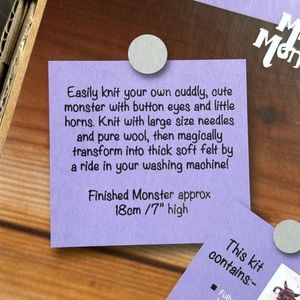 Easily knit your own cuddly, cute
monster with button eyes and little
horns. Knit with large size needles
and pure wool, then magically
transform into thick soft felt by
a ride in your washing machine!
Finished Monster approx
18cm /7" high
This kit
contains:-